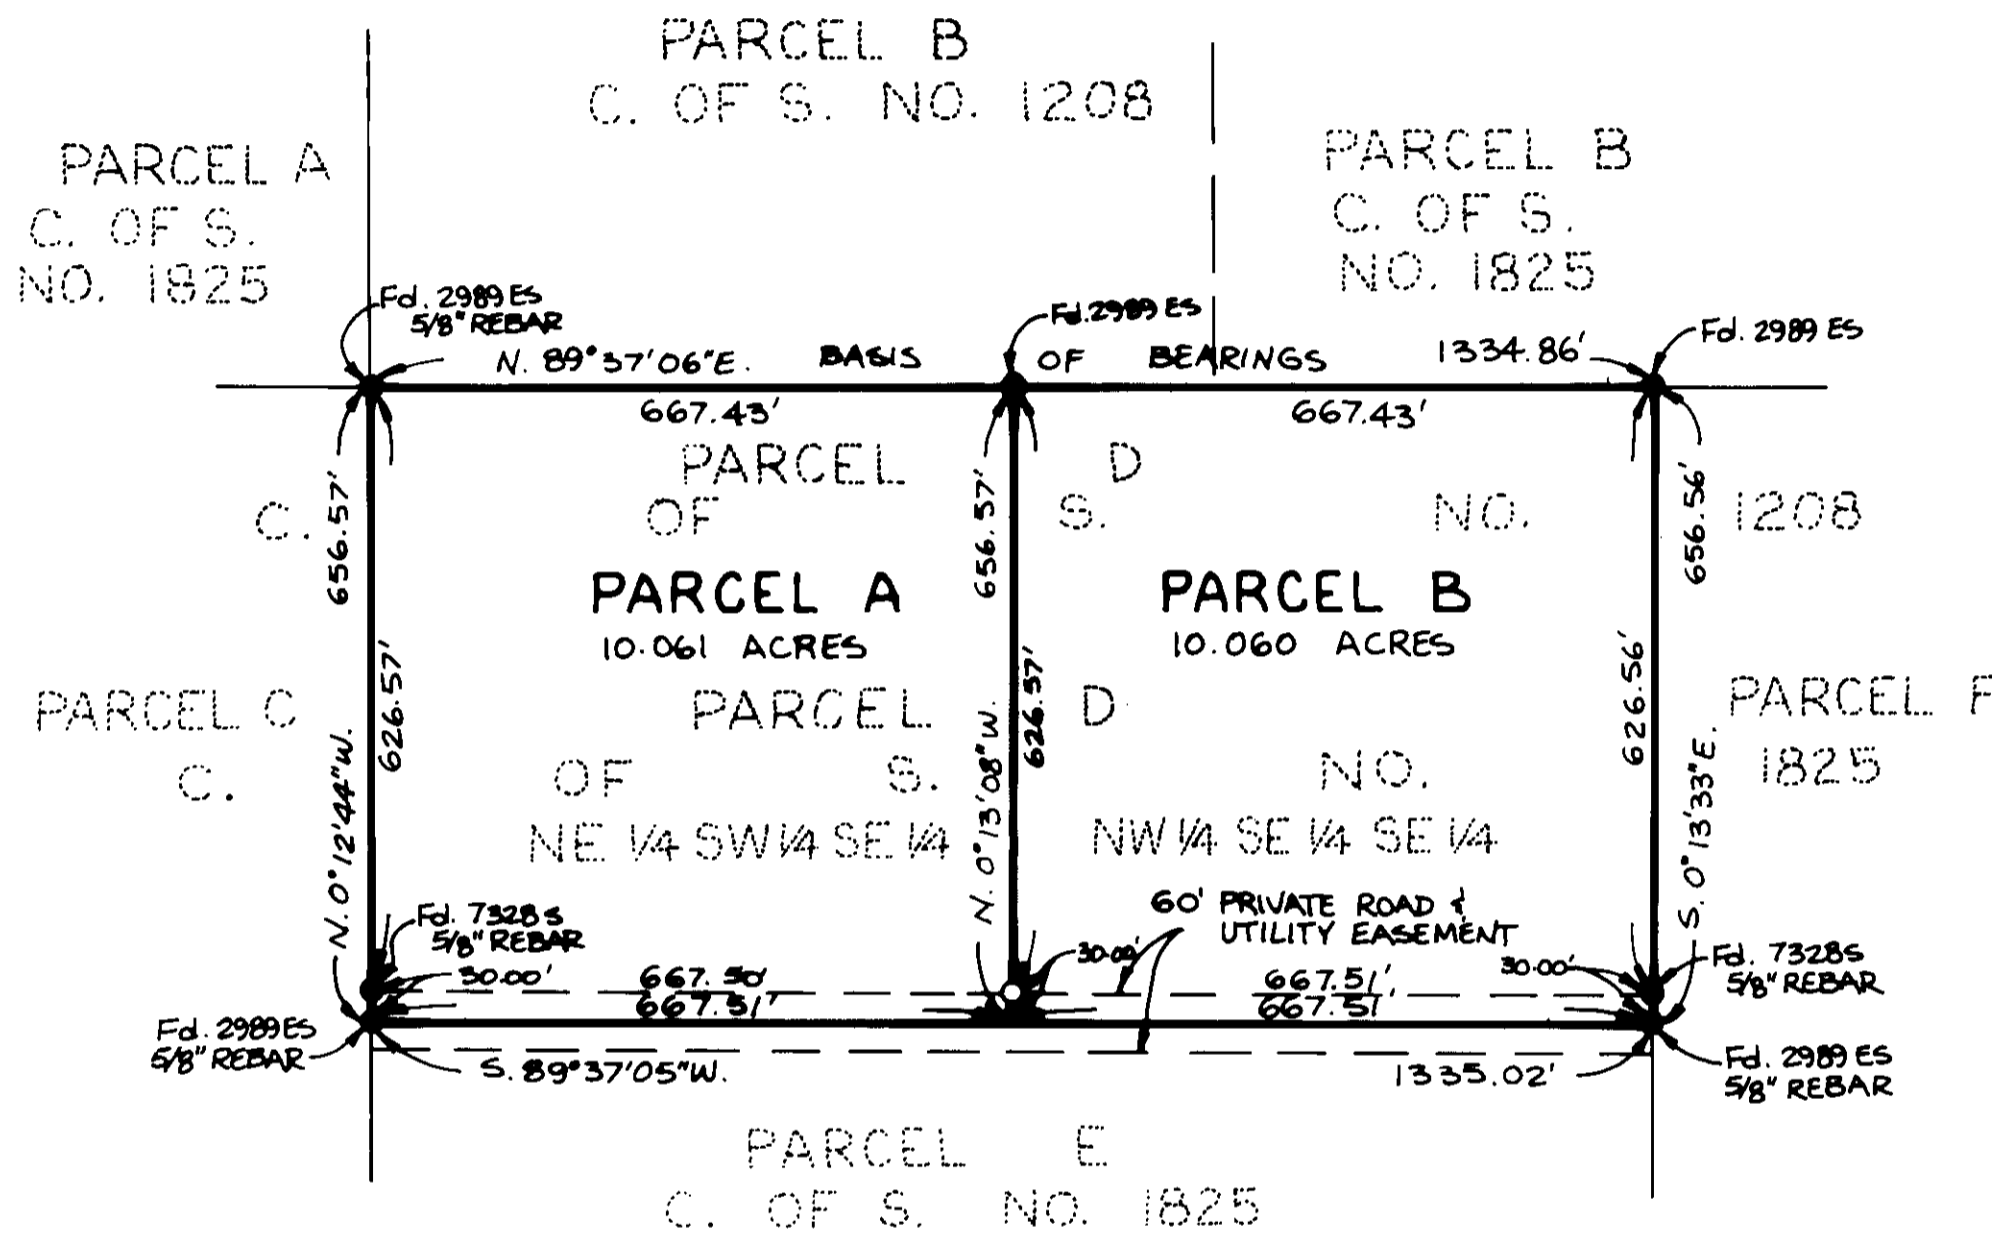 PARCEL B
C. OF S. NO. 1208
PARCEL A
C. OF S.
NO. 1825
PARCEL B
C. OF S.
NO. 1825
Fd. 2989 ES
5/8" REBAR
Fd. 2989 ES
Fd. 2989 ES
N. 89°37'06"E. BASIS OF BEARINGS 1334.86'
667.43'
667.43'
PARCEL D
C. OF S. NO. 1208
656.57'
656.57'
656.56'
PARCEL A
10.061 ACRES
PARCEL B
10.060 ACRES
626.57'
626.57'
626.56'
PARCEL C
PARCEL D
PARCEL F
C. OF S. NO. 1825
NE 1/4 SW 1/4 SE 1/4
NW 1/4 SE 1/4 SE 1/4
N. 0°12'44"W.
N. 0°13'08"W.
S. 0°13'33"E.
60' PRIVATE ROAD &
UTILITY EASEMENT
Fd. 7328S
5/8" REBAR
30.00'
667.50'
667.51'
30.00'
667.51'
667.51'
30.00'
Fd. 7328S
5/8" REBAR
Fd. 2989 ES
5/8" REBAR
S. 89°37'05"W.
1335.02'
Fd. 2989 ES
5/8" REBAR
PARCEL E
C. OF S. NO. 1825